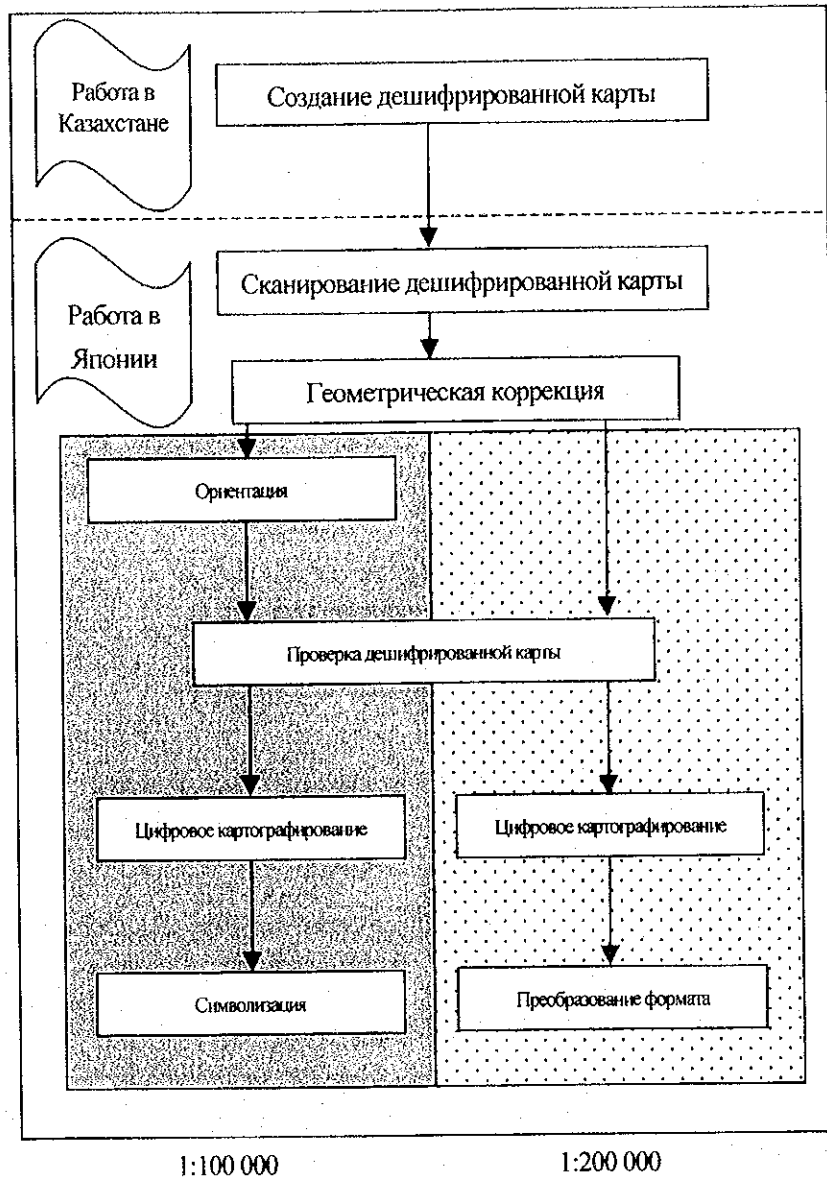 Работа в
Казахстане
Создание дешифрированной карты
Сканирование дешифрированной карты
Работа в
Японии
Геометрическая коррекция
Ориентация
Проверка дешифрированной карты
Цифровое картографирование
Цифровое картографирование
Символизация
Преобразование формата
1:100 000
1:200 000